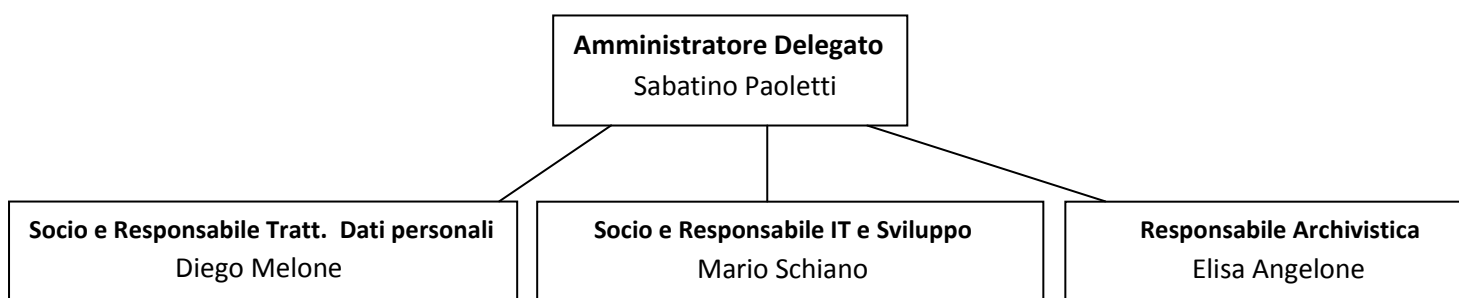 Amministratore Delegato
Sabatino Paoletti
Socio e Responsabile Tratt. Dati personali
Diego Melone
Socio e Responsabile IT e Sviluppo
Mario Schiano
Responsabile Archivistica
Elisa Angelone